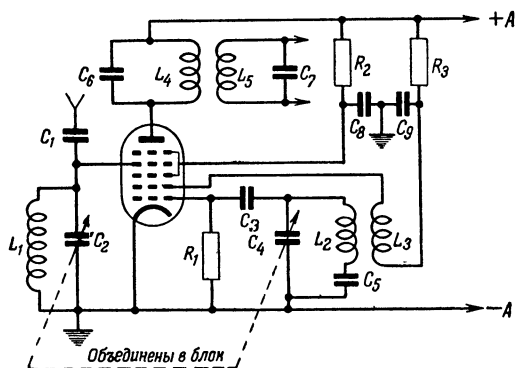 +A
C6
L4
L5
C7
R2
R3
C8
C9
C1
L1
C2
R1
C3
C4
L2
L3
C5
−A
Объединены в блок